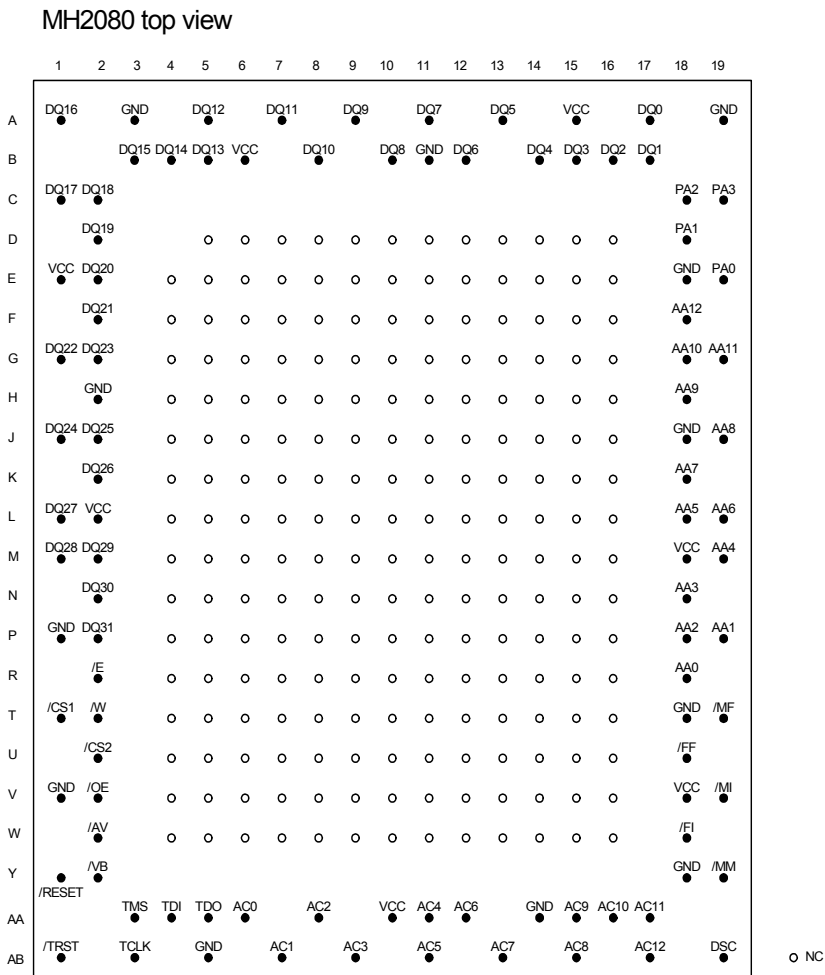 MH2080 top view
1 2 3 4 5 6 7 8 9 10 11 12 13 14 15 16 17 18 19
A DQ16 GND DQ12 DQ11 DQ9 DQ7 DQ5 VCC DQ0 GND
B DQ15 DQ14 DQ13 VCC DQ10 DQ8 GND DQ6 DQ4 DQ3 DQ2 DQ1
C DQ17 DQ18 PA2 PA3
D DQ19 PA1
E VCC DQ20 GND PA0
F DQ21 AA12
G DQ22 DQ23 AA10 AA11
H GND AA9
J DQ24 DQ25 GND AA8
K DQ26 AA7
L DQ27 VCC AA5 AA6
M DQ28 DQ29 VCC AA4
N DQ30 AA3
P GND DQ31 AA2 AA1
R /E AA0
T /CS1 /W GND /MF
U /CS2 /FF
V GND /OE VCC /MI
W /AV /FI
Y /VB GND /MM
/RESET
AA TMS TDI TDO AC0 AC2 VCC AC4 AC6 GND AC9 AC10 AC11
AB /TRST TCLK GND AC1 AC3 AC5 AC7 AC8 AC12 DSC
NC